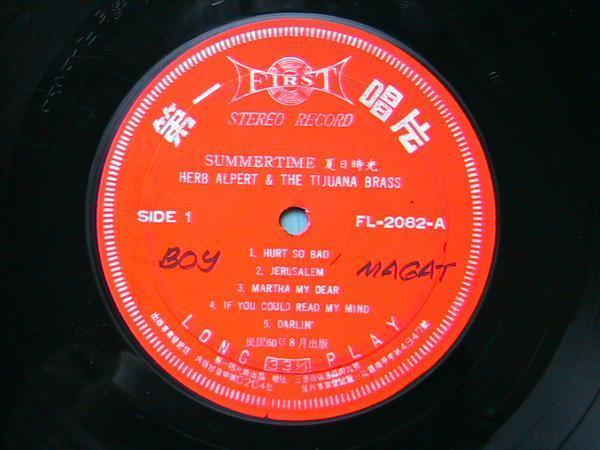 FIRST
第一唱片
STEREO RECORD
SUMMERTIME 夏日時光
HERB ALPERT & THE TIJUANA BRASS
SIDE 1
FL-2082-A
BOY
MAGAT
1. HURT SO BAD
2. JERUSALEM
3. MARTHA MY DEAR
4. IF YOU COULD READ MY MIND
5. DARLIN'
民國60年8月出版
LONG 33⅓ PLAY